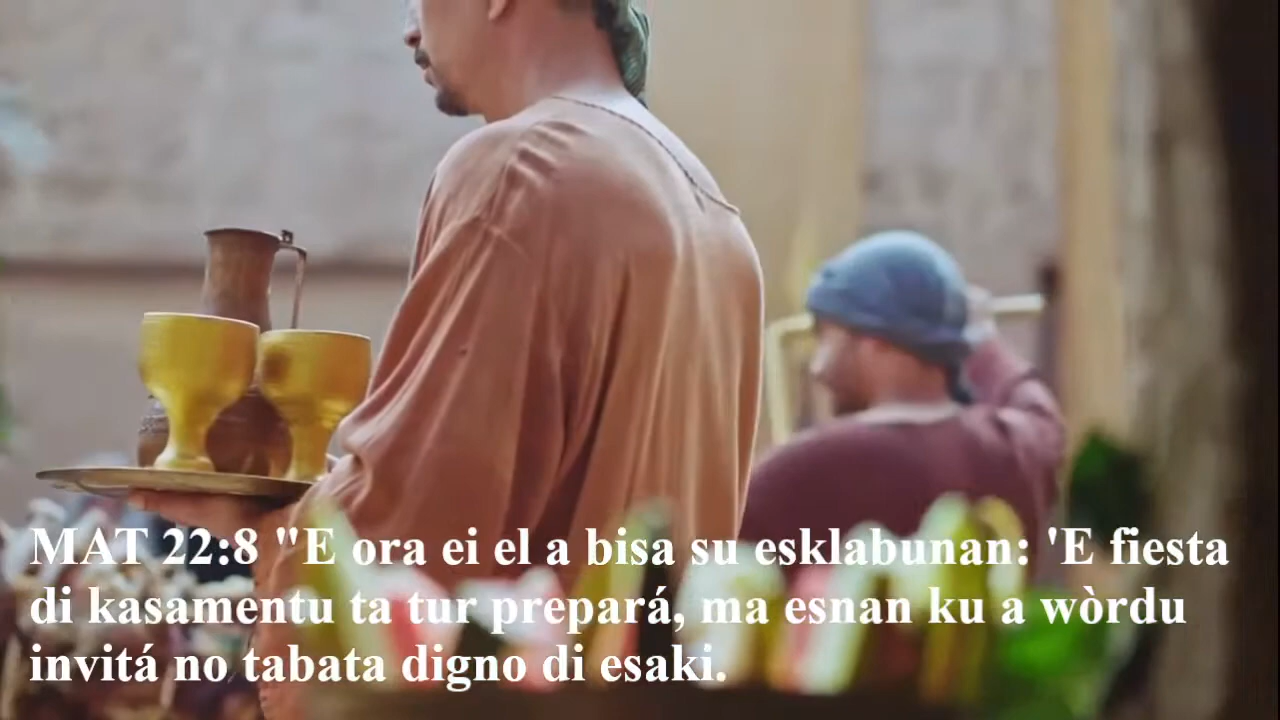 MAT 22:8 "E ora ei el a bisa su esklabunan: 'E fiesta
di kasamentu ta tur prepará, ma esnan ku a wòrdu
invitá no tabata digno di esaki.